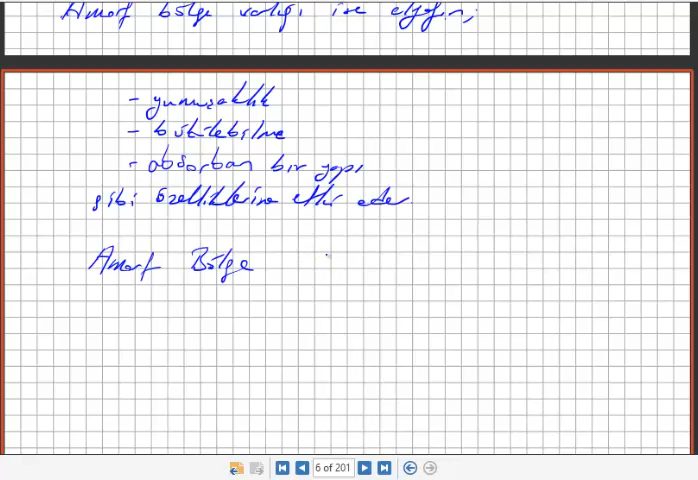 Amorf bölge varlığı ise elyafın;
- yumuşaklık
- bükülebilme
- absorban bir yapı
gibi özelliklerine etki eder.
Amorf Bölge
6 of 201